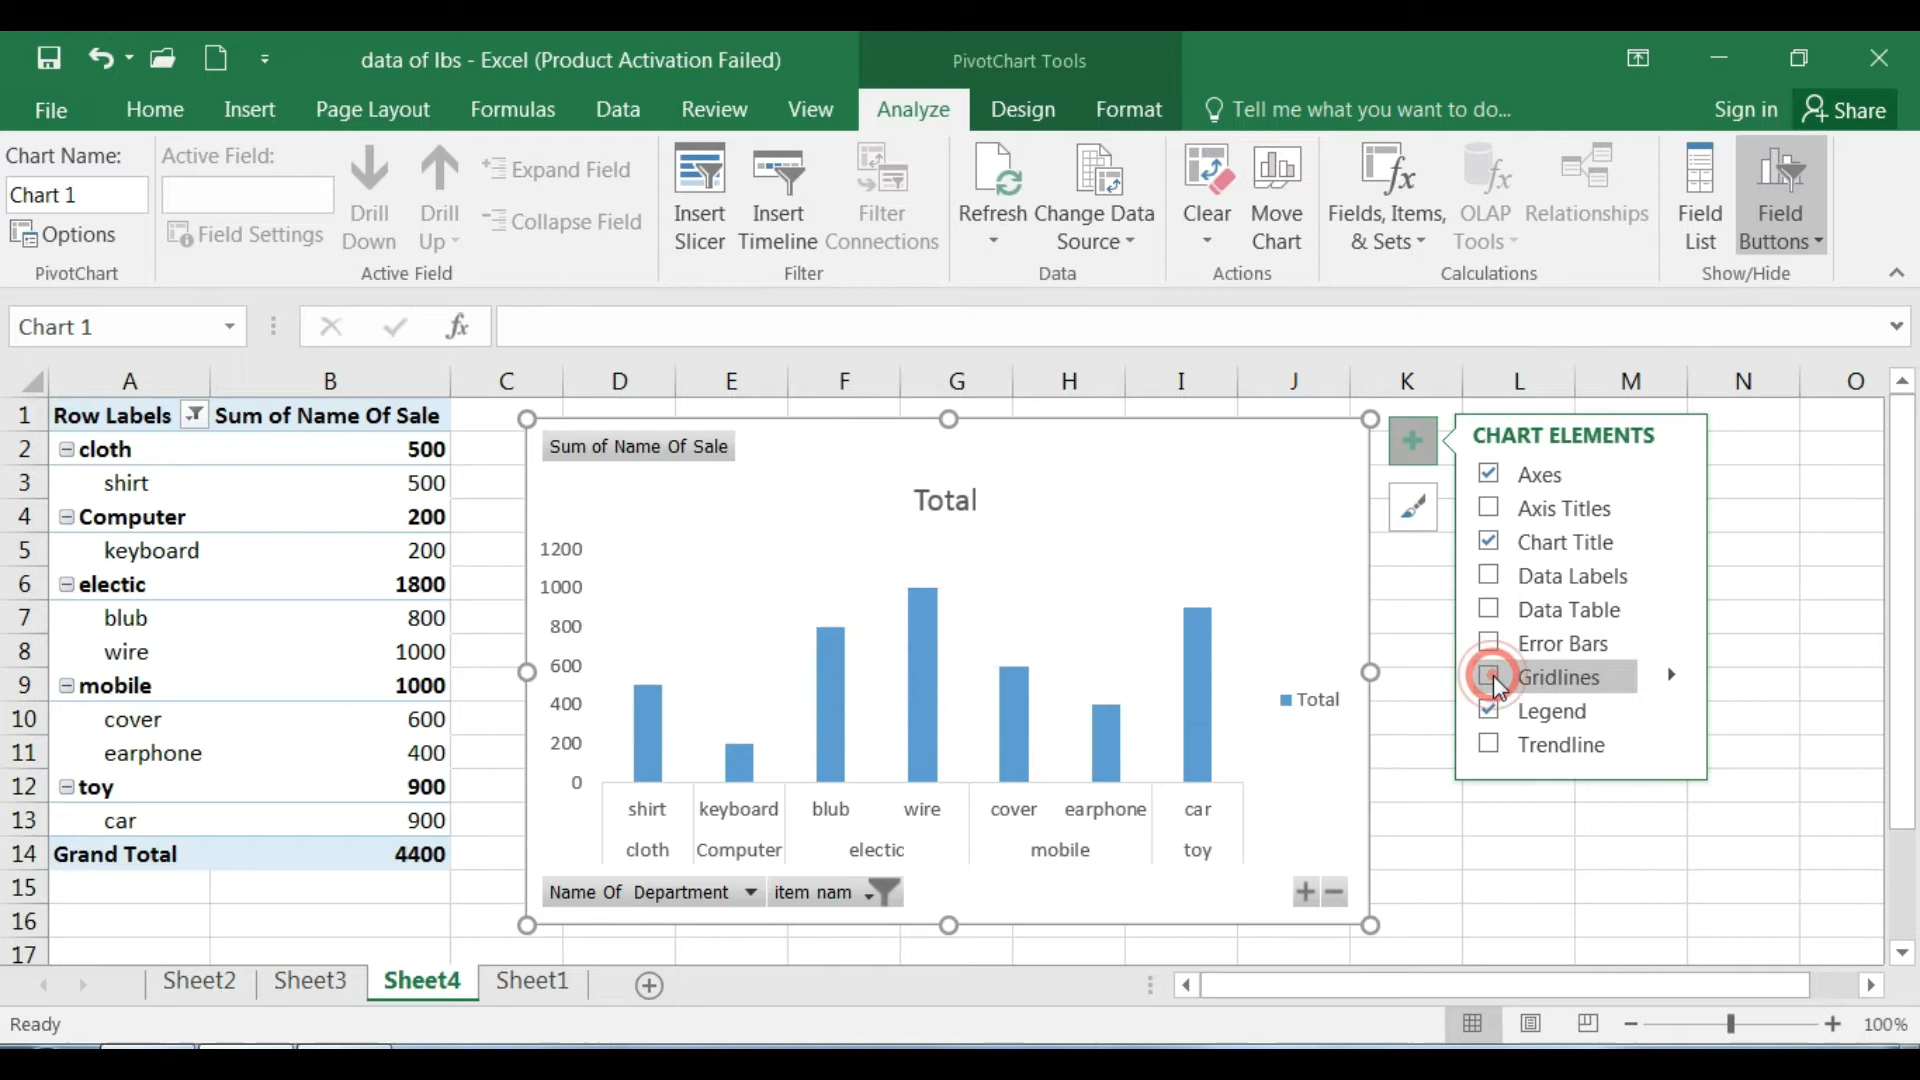 data of lbs - Excel (Product Activation Failed)
PivotChart Tools
File Home Insert Page Layout Formulas Data Review View Analyze Design Format Tell me what you want to do... Sign in Share
Chart Name:
Chart 1
Options
PivotChart
Active Field:
Field Settings
Drill Down
Drill Up
Expand Field
Collapse Field
Active Field
Insert Slicer
Insert Timeline
Filter Connections
Filter
Refresh
Change Data Source
Data
Clear
Move Chart
Actions
Fields, Items, & Sets
OLAP Tools
Relationships
Calculations
Field List
Field Buttons
Show/Hide
Chart 1
fx
A B C D E F G H I J K L M N O
1 Row Labels Sum of Name Of Sale
2 cloth 500
3 shirt 500
4 Computer 200
5 keyboard 200
6 electic 1800
7 blub 800
8 wire 1000
9 mobile 1000
10 cover 600
11 earphone 400
12 toy 900
13 car 900
14 Grand Total 4400
15
16
17
Sum of Name Of Sale
Total
1200
1000
800
600
400
200
0
shirt keyboard blub wire cover earphone car
cloth Computer electic mobile toy
Total
Name Of Department item nam
CHART ELEMENTS
Axes
Axis Titles
Chart Title
Data Labels
Data Table
Error Bars
Gridlines
Legend
Trendline
Sheet2 Sheet3 Sheet4 Sheet1
Ready
100%